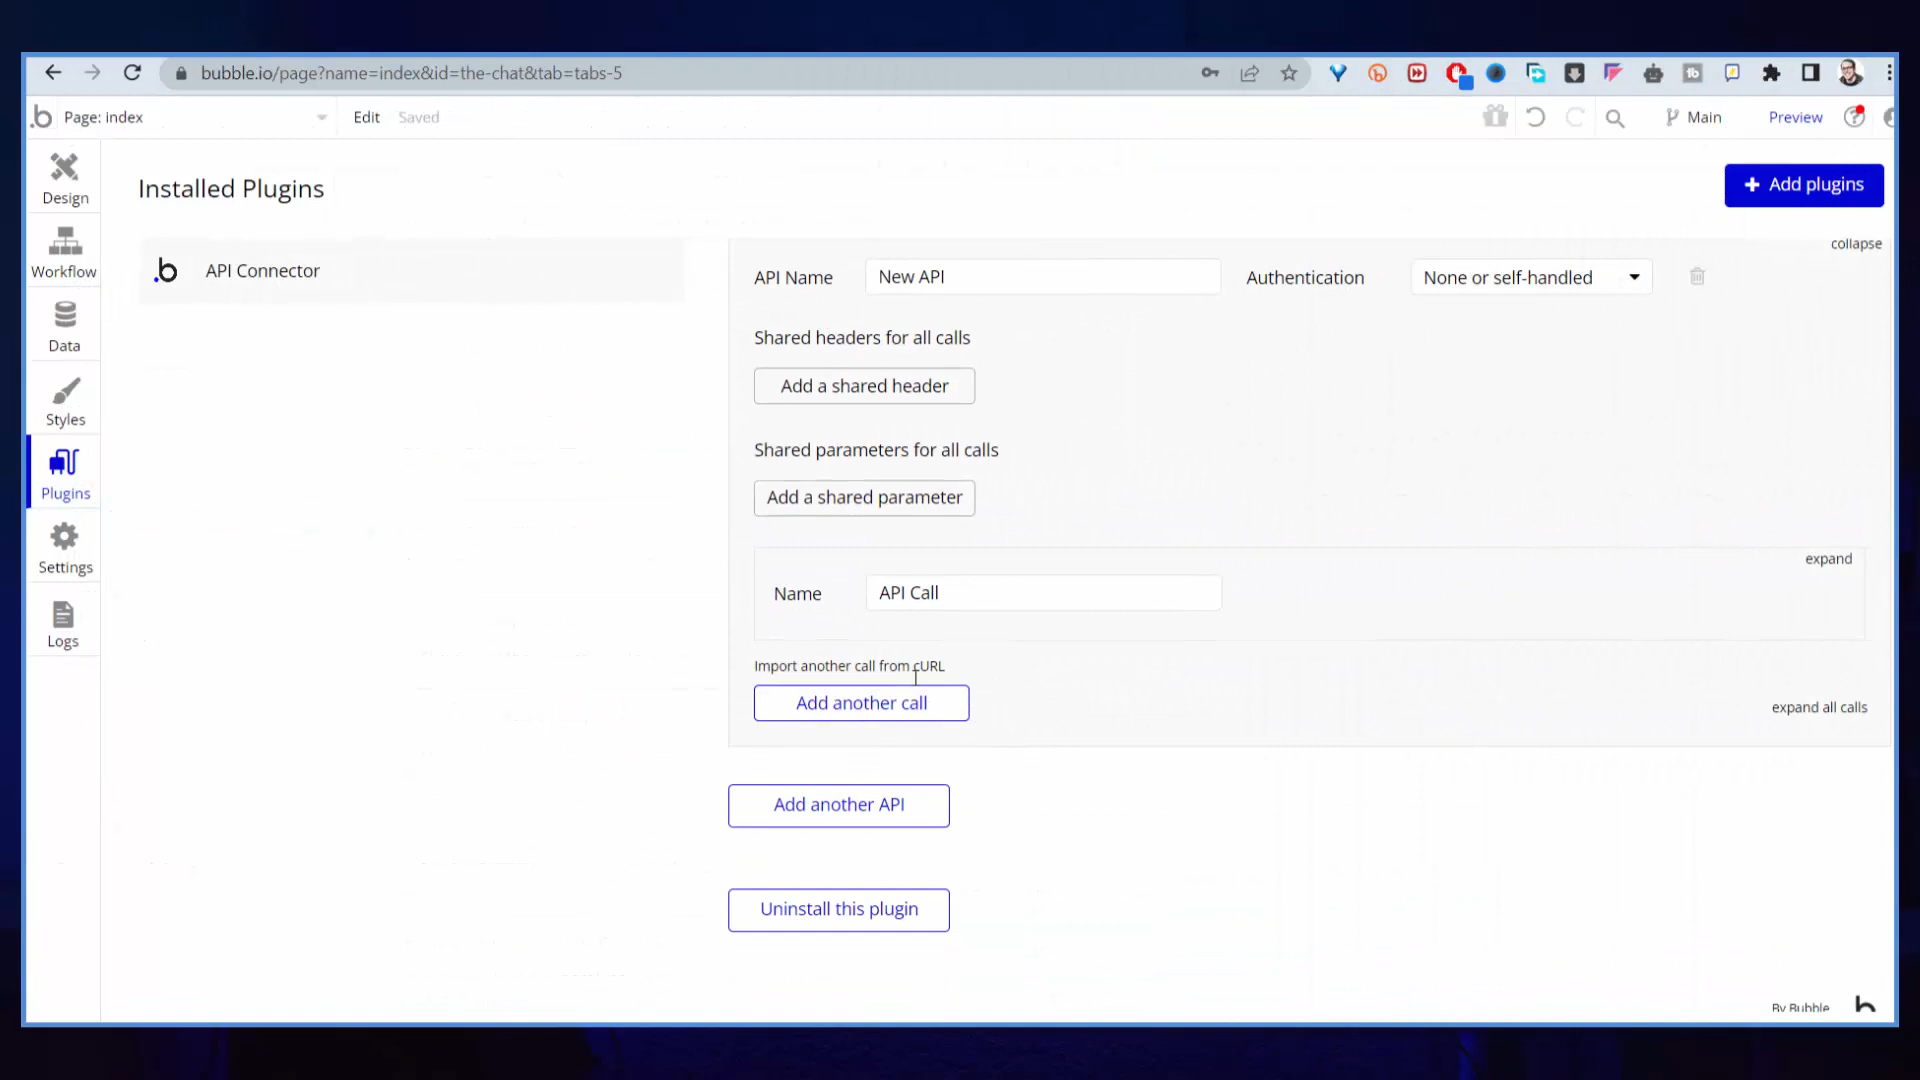 bubble.io/page?name=index&id=the-chat&tab=tabs-5
Page: index
Edit
Saved
Main
Preview
Design
Workflow
Data
Styles
Plugins
Settings
Logs
Installed Plugins
+ Add plugins
API Connector
collapse
API Name
New API
Authentication
None or self-handled
Shared headers for all calls
Add a shared header
Shared parameters for all calls
Add a shared parameter
expand
Name
API Call
Import another call from cURL
Add another call
expand all calls
Add another API
Uninstall this plugin
By Bubble